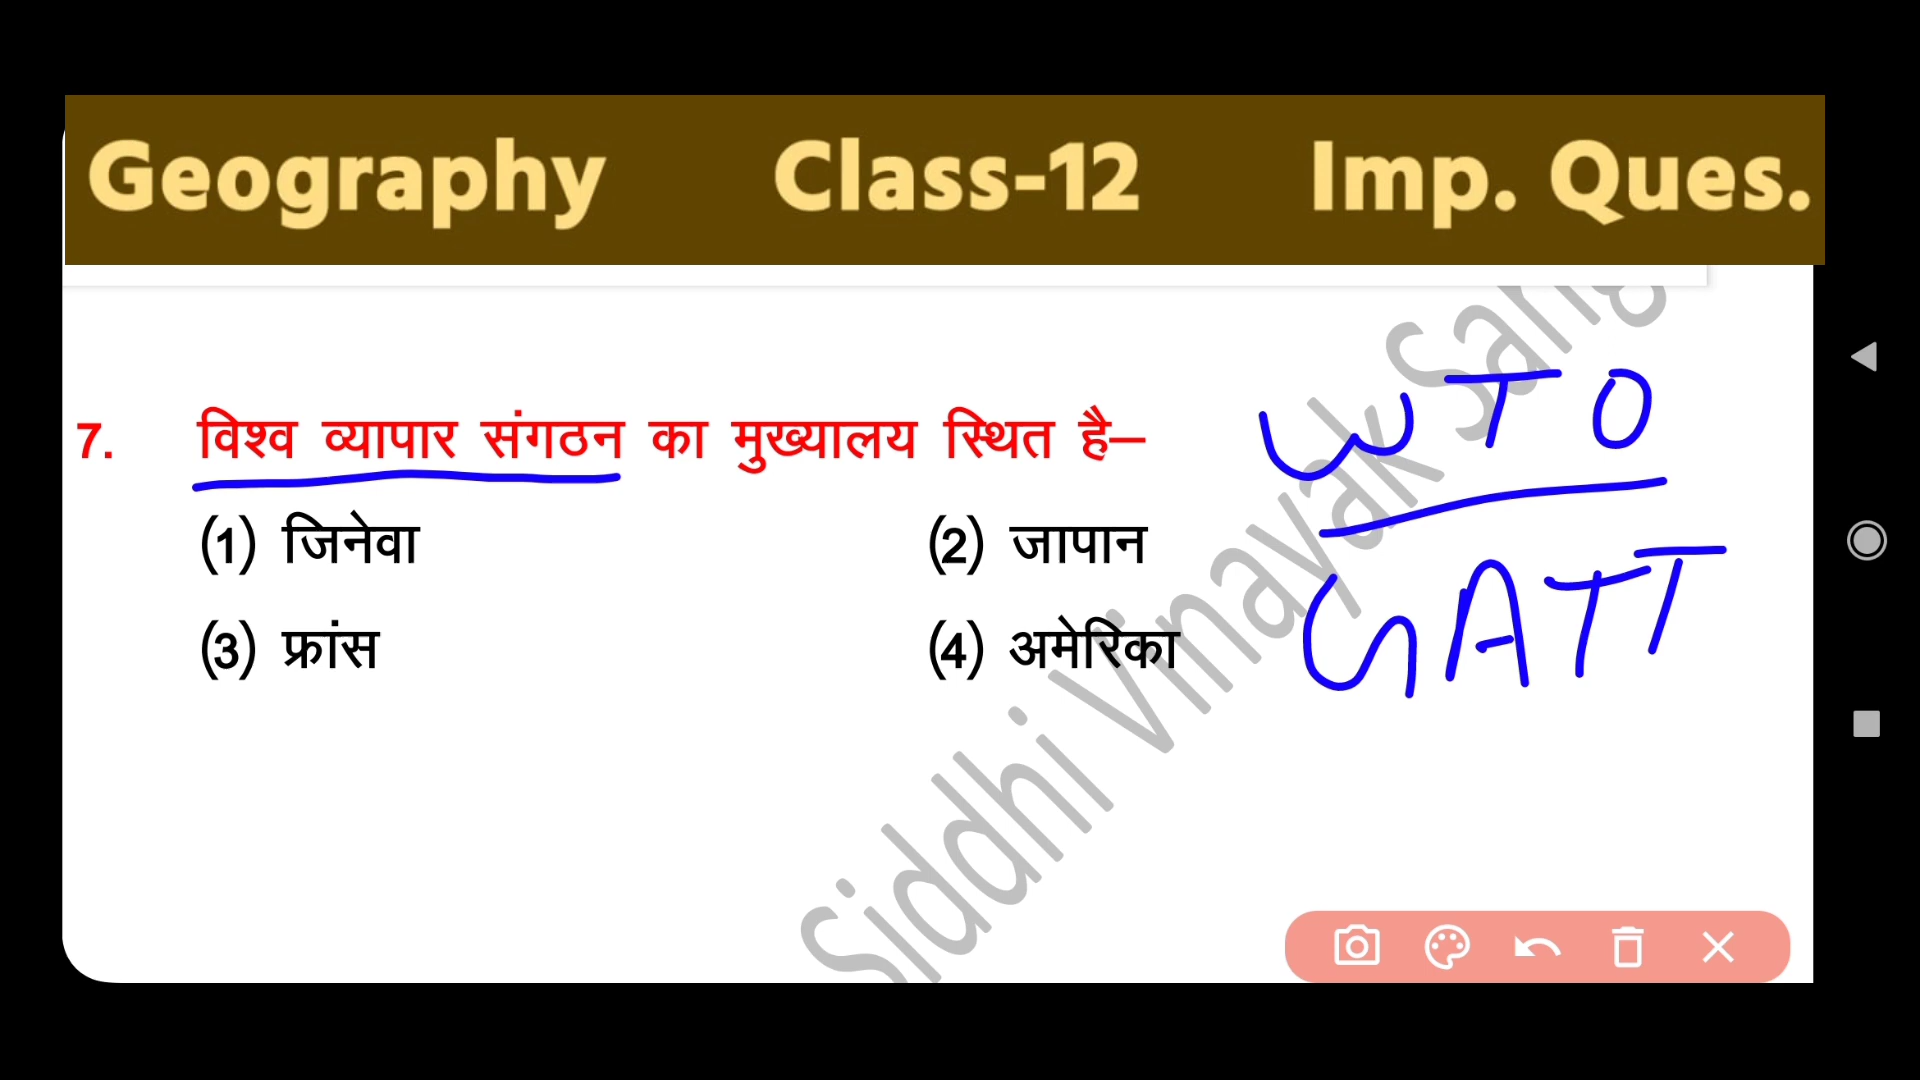 Geography Class-12 Imp. Ques.
7. विश्व व्यापार संगठन का मुख्यालय स्थित है–
(1) जिनेवा (2) जापान
(3) फ्रांस (4) अमेरिका
WTO
GATT
Siddhi Vinayak